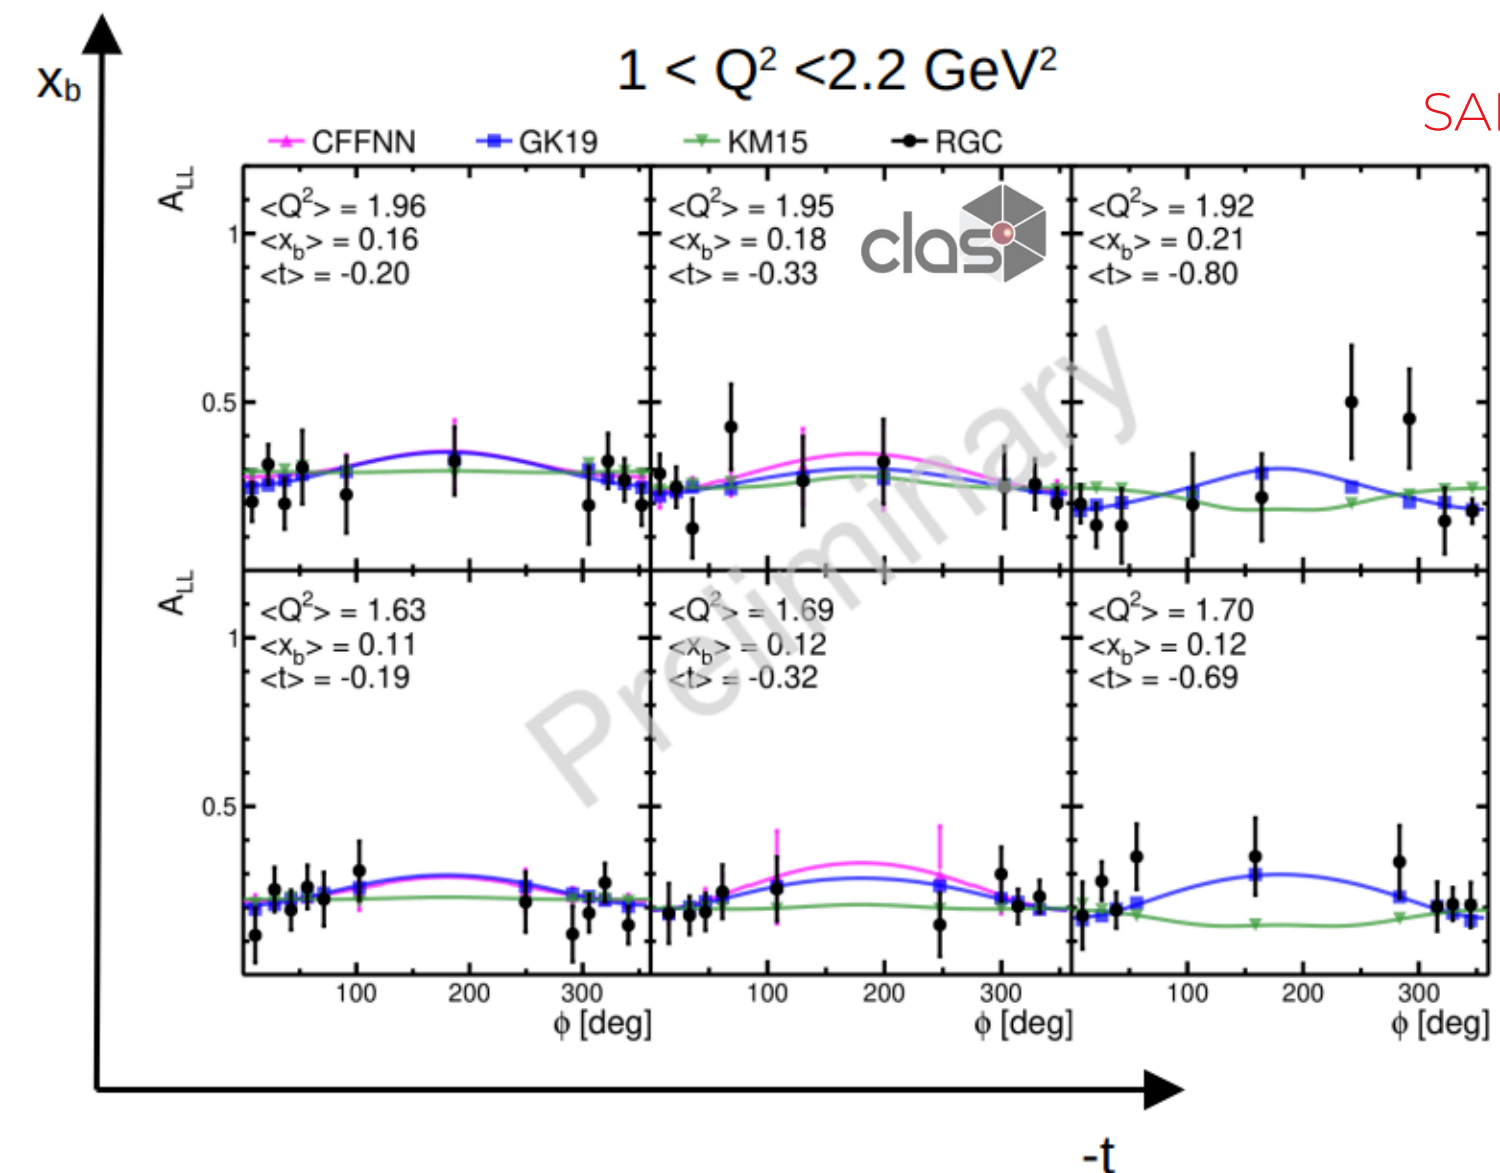 x_b
1 < Q² <2.2 GeV²
SAI
CFFNN GK19 KM15 RGC
A_LL
<Q²> = 1.96
<x_b> = 0.16
<t> = -0.20
<Q²> = 1.95
<x_b> = 0.18
<t> = -0.33
clas
<Q²> = 1.92
<x_b> = 0.21
<t> = -0.80
1
0.5
Preliminary
A_LL
<Q²> = 1.63
<x_b> = 0.11
<t> = -0.19
<Q²> = 1.69
<x_b> = 0.12
<t> = -0.32
<Q²> = 1.70
<x_b> = 0.12
<t> = -0.69
1
0.5
100 200 300 100 200 300 100 200 300
ϕ [deg] ϕ [deg] ϕ [deg]
-t